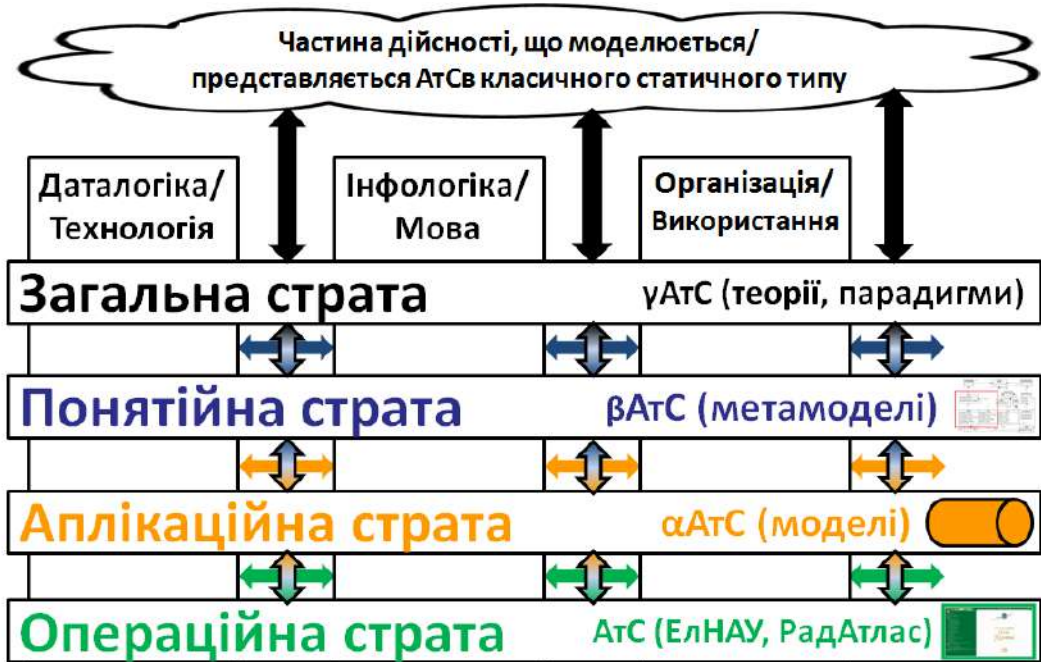 Частина дійсності, що моделюється/
представляється АтСв класичного статичного типу
Даталогіка/
Технологія
Інфологіка/
Мова
Організація/
Використання
Загальна страта γАтС (теорії, парадигми)
Понятійна страта βАтС (метамоделі)
Аплікаційна страта αАтС (моделі)
Операційна страта АтС (ЕлНАУ, РадАтлас)